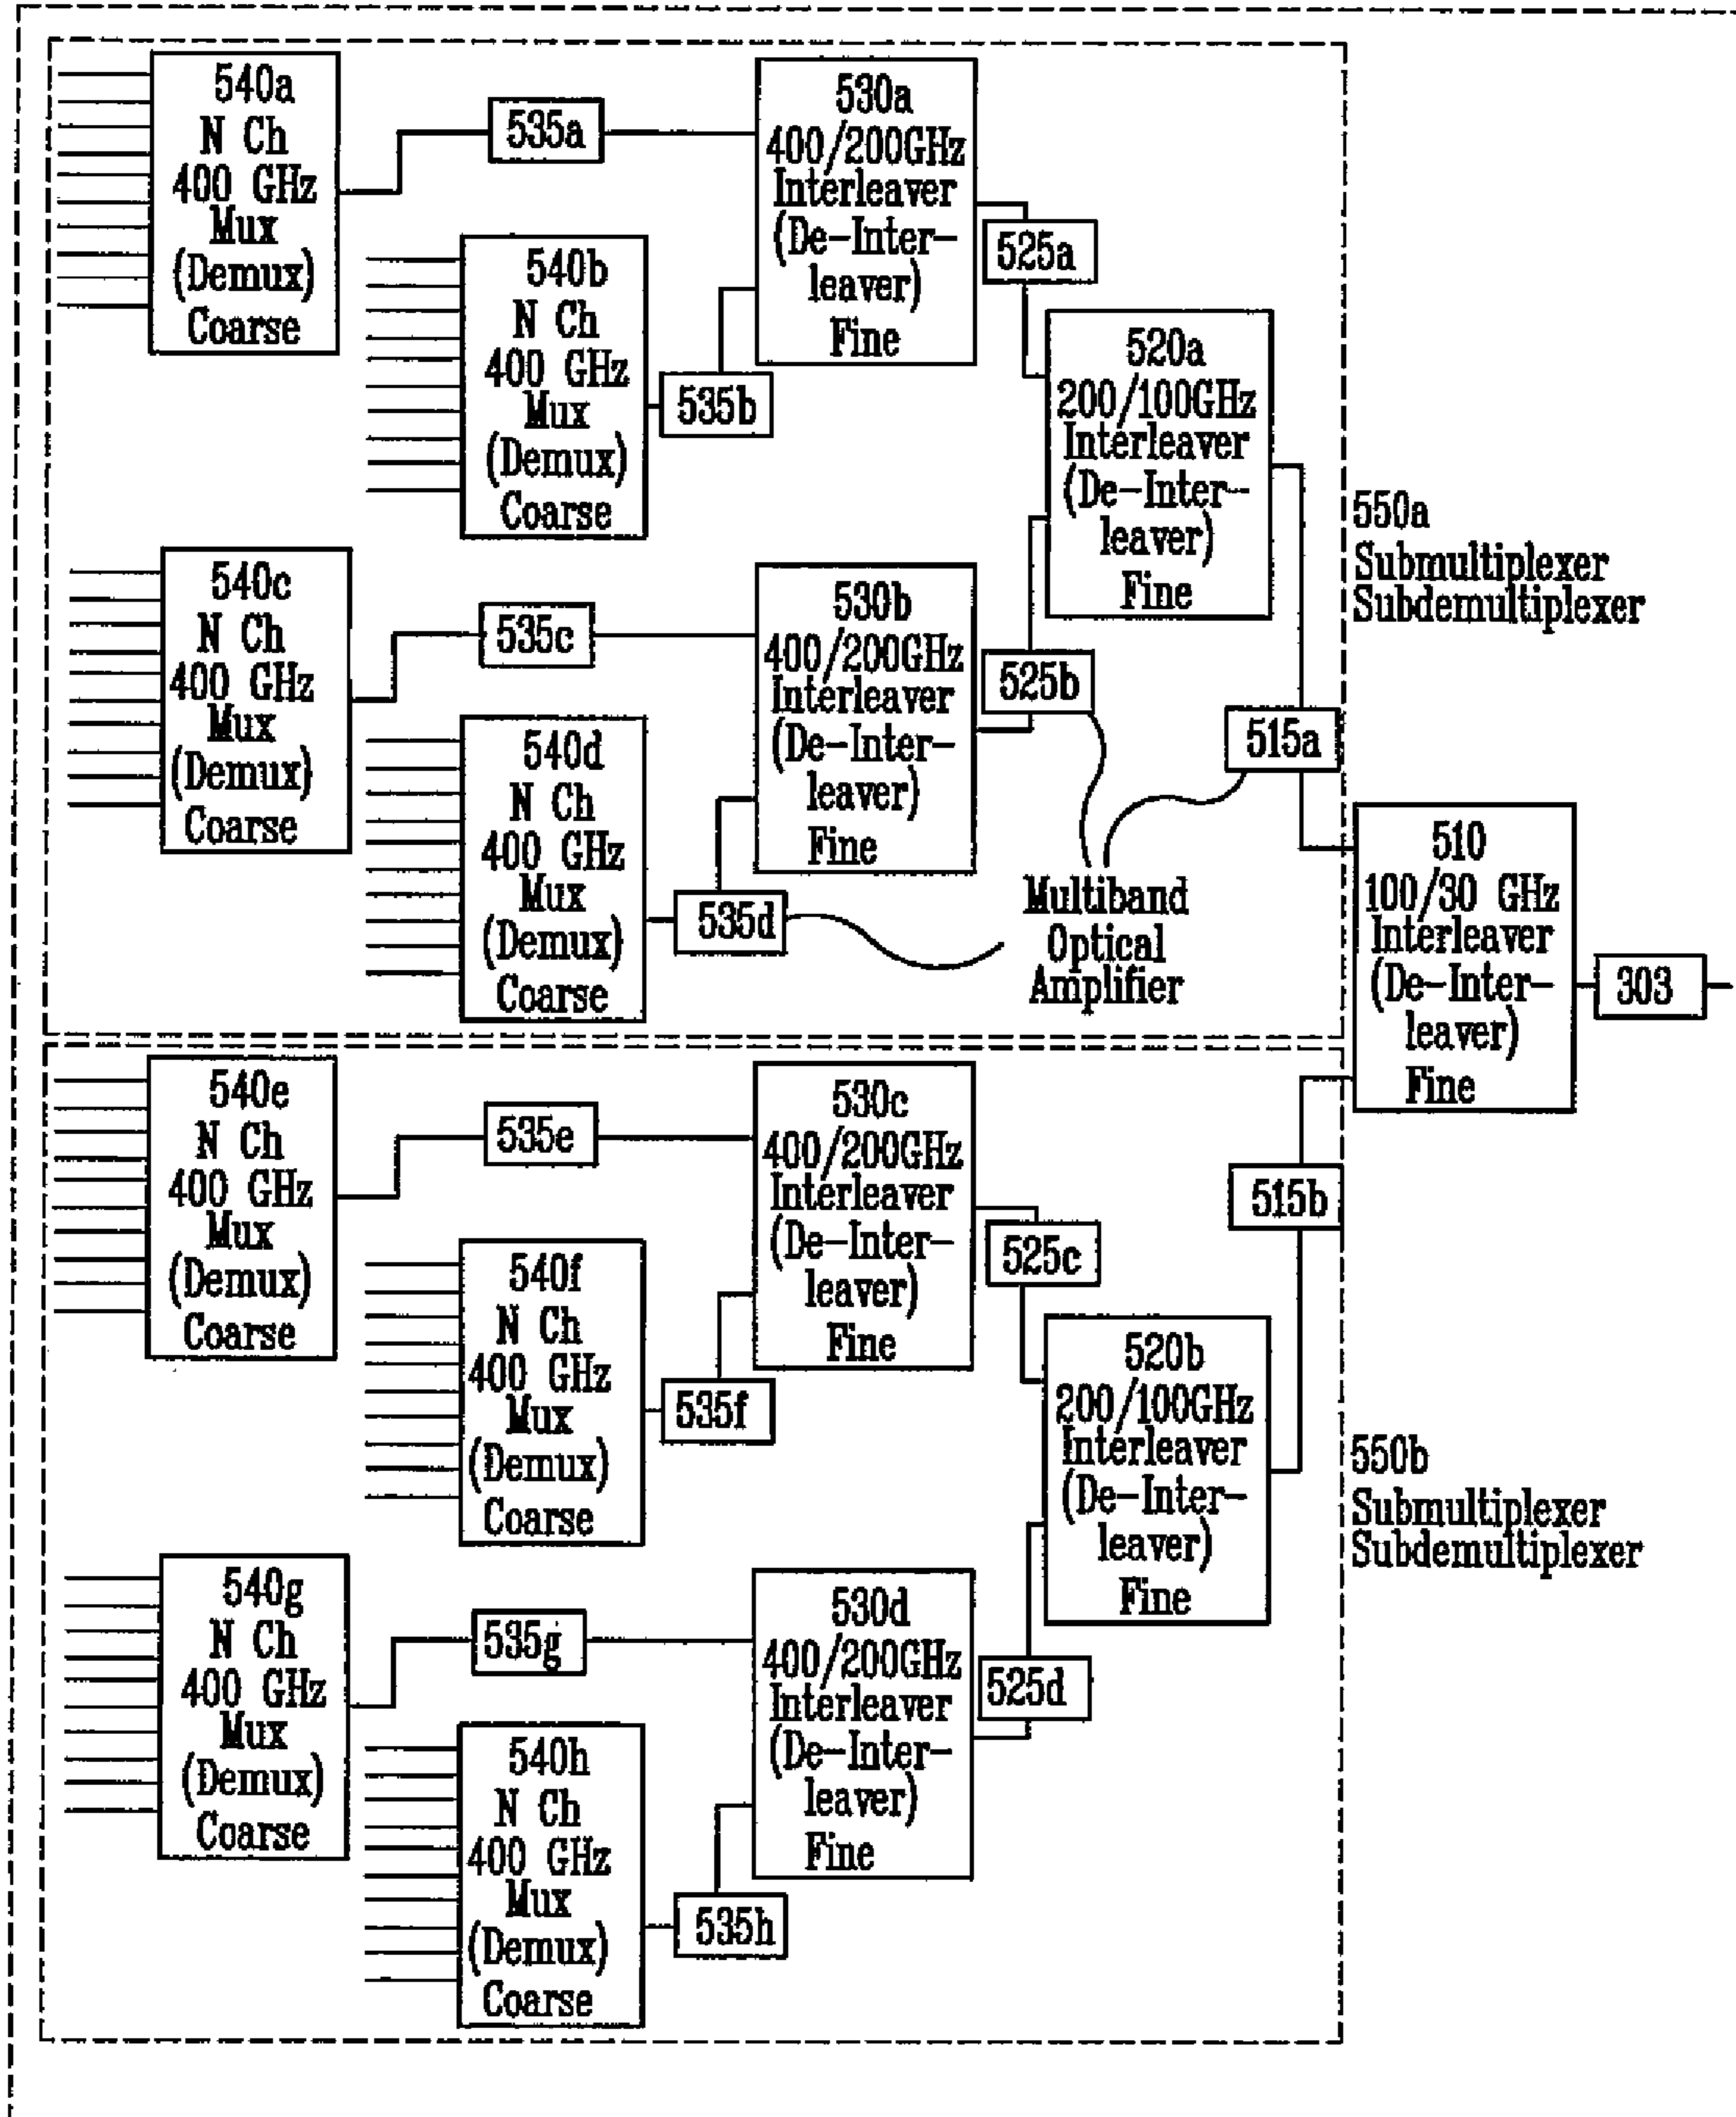 540a
N Ch
400 GHz
Mux
(Demux)
Coarse
535a
530a
400/200GHz
Interleaver
(De-Inter-
leaver)
Fine
525a
540b
N Ch
400 GHz
Mux
(Demux)
Coarse
535b
520a
200/100GHz
Interleaver
(De-Inter-
leaver)
Fine
550a
Submultiplexer
Subdemultiplexer
540c
N Ch
400 GHz
Mux
(Demux)
Coarse
535c
530b
400/200GHz
Interleaver
(De-Inter-
leaver)
Fine
525b
515a
540d
N Ch
400 GHz
Mux
(Demux)
Coarse
535d
Multiband
Optical
Amplifier
510
100/30 GHz
Interleaver
(De-Inter-
leaver)
Fine
303
540e
N Ch
400 GHz
Mux
(Demux)
Coarse
535e
530c
400/200GHz
Interleaver
(De-Inter-
leaver)
Fine
525c
515b
540f
N Ch
400 GHz
Mux
(Demux)
Coarse
535f
520b
200/100GHz
Interleaver
(De-Inter-
leaver)
Fine
550b
Submultiplexer
Subdemultiplexer
540g
N Ch
400 GHz
Mux
(Demux)
Coarse
535g
530d
400/200GHz
Interleaver
(De-Inter-
leaver)
Fine
525d
540h
N Ch
400 GHz
Mux
(Demux)
Coarse
535h